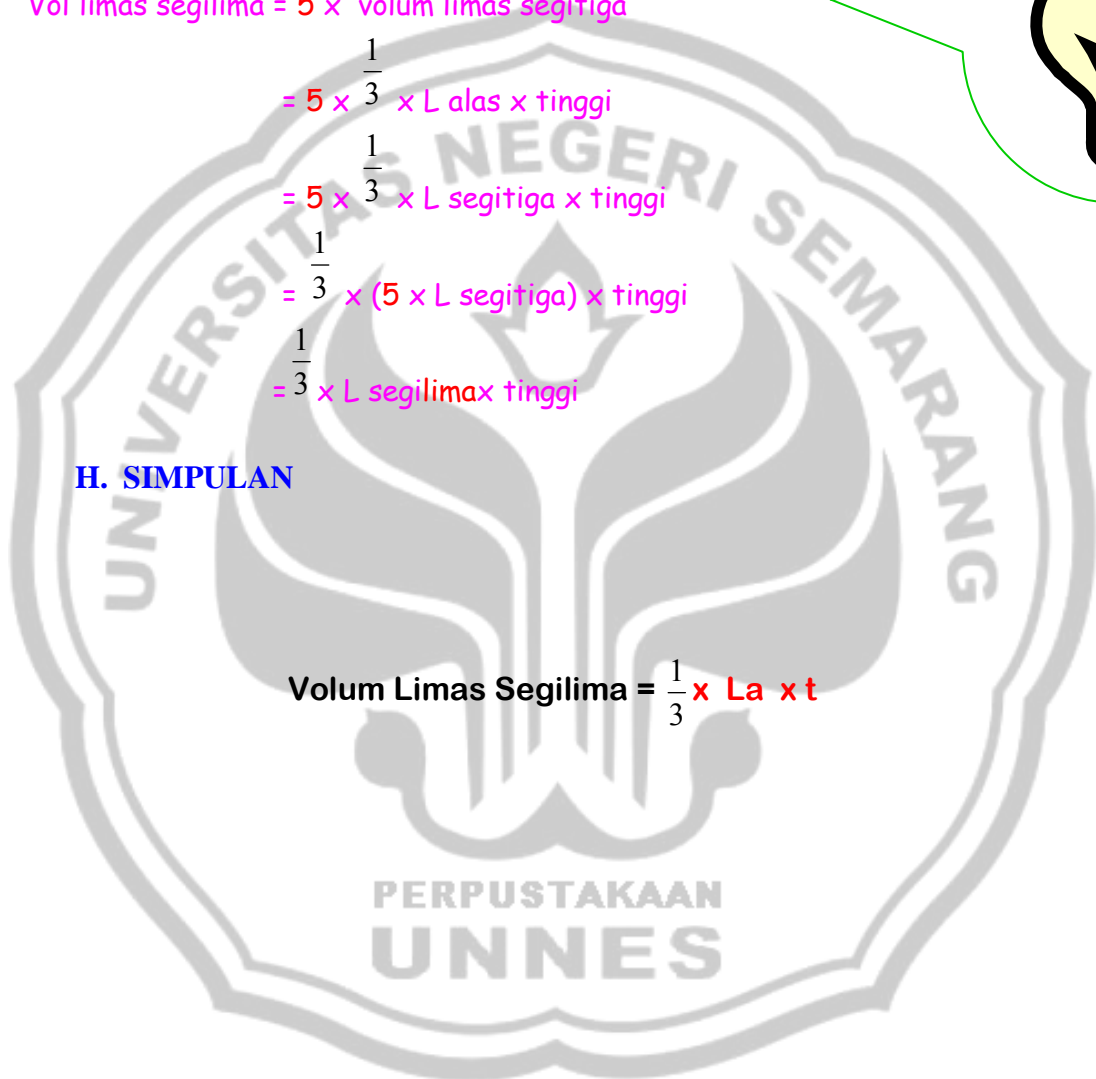 Vol limas segilima = 5 x volum limas segitiga
= 5 x 1/3 x L alas x tinggi
= 5 x 1/3 x L segitiga x tinggi
= 1/3 x (5 x L segitiga) x tinggi
= 1/3 x L segilimax tinggi
H. SIMPULAN
Volum Limas Segilima = 1/3 x La x t
UNIVERSITAS NEGERI SEMARANG
PERPUSTAKAAN
UNNES